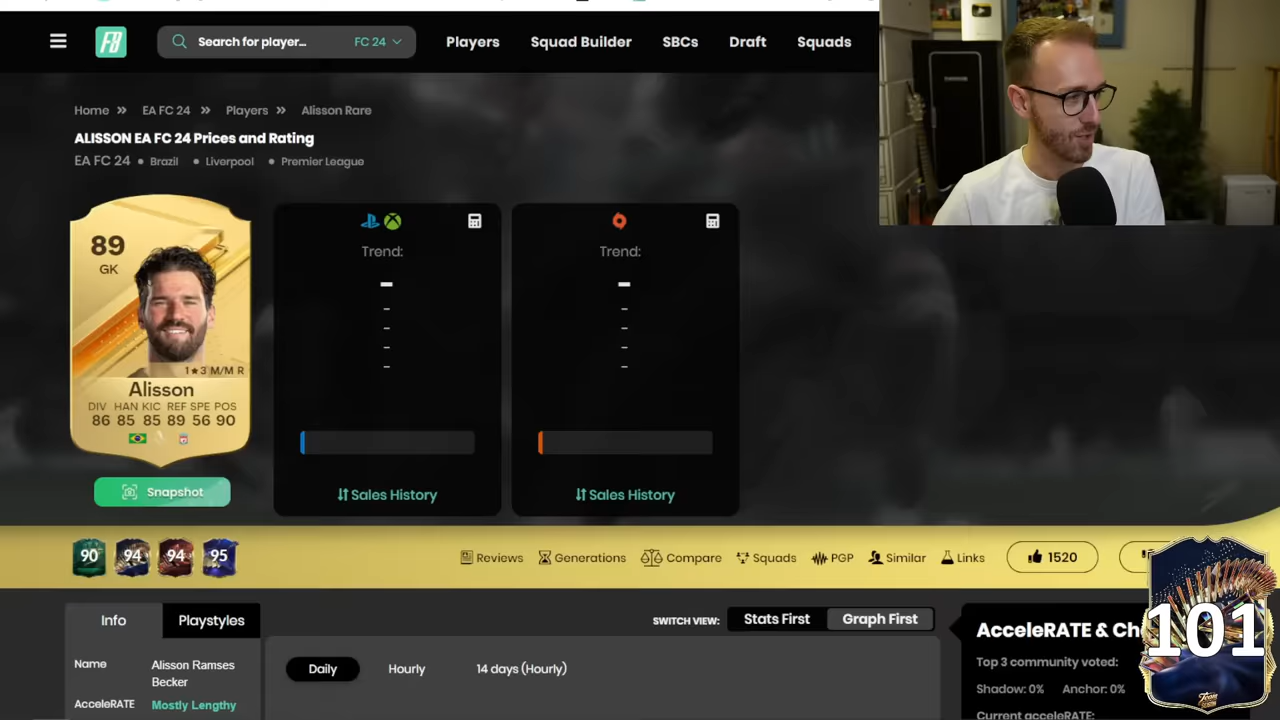 FB
Search for player...
FC 24
Players
Squad Builder
SBCs
Draft
Squads
Home » EA FC 24 » Players » Alisson Rare
ALISSON EA FC 24 Prices and Rating
EA FC 24 • Brazil • Liverpool • Premier League
89
GK
1★3 M/M R
Alisson
DIV HAN KIC REF SPE POS
86 85 85 89 56 90
Snapshot
Trend:
-
-
-
-
-
Sales History
Trend:
-
-
-
-
-
Sales History
90
94
94
95
Reviews
Generations
Compare
Squads
PGP
Similar
Links
1520
Info
Playstyles
Name
Alisson Ramses
Becker
AcceleRATE
Mostly Lengthy
SWITCH VIEW:
Stats First
Graph First
Daily
Hourly
14 days (Hourly)
AcceleRATE & Ch
Top 3 community voted:
Shadow: 0%
Anchor: 0%
Current acceleRATE:
101